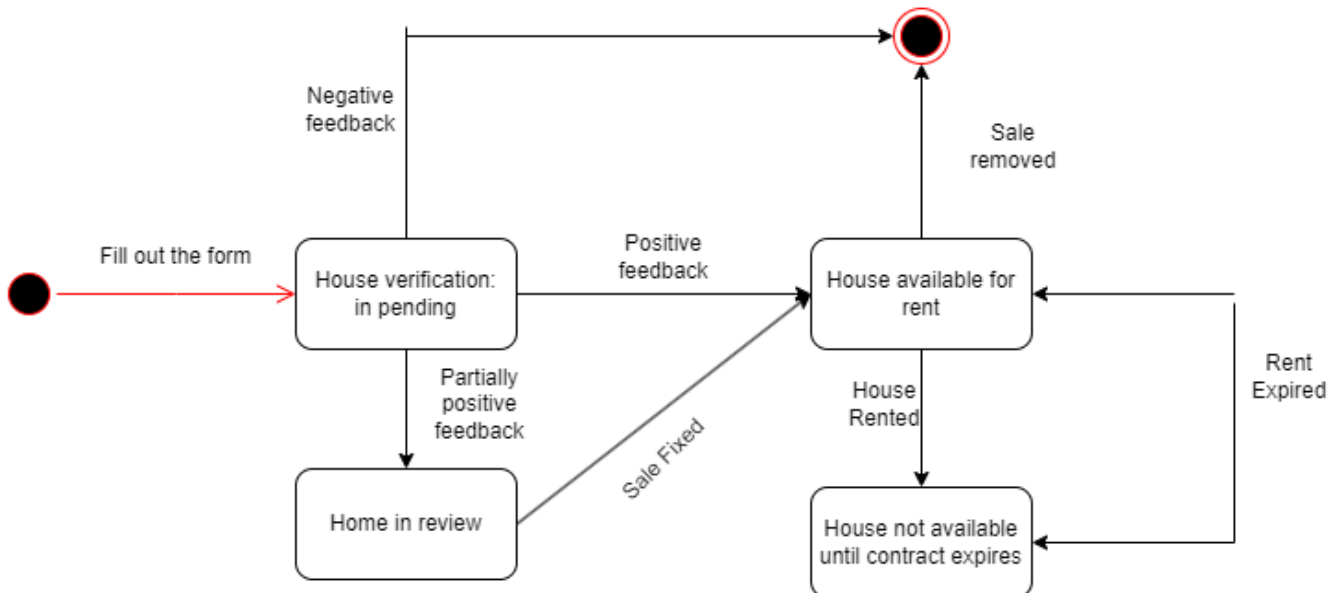 Negative
feedback
Sale
removed
Fill out the form
House verification:
in pending
Positive
feedback
House available for
rent
Partially
positive
feedback
House
Rented
Rent
Expired
Sale Fixed
Home in review
House not available
until contract expires